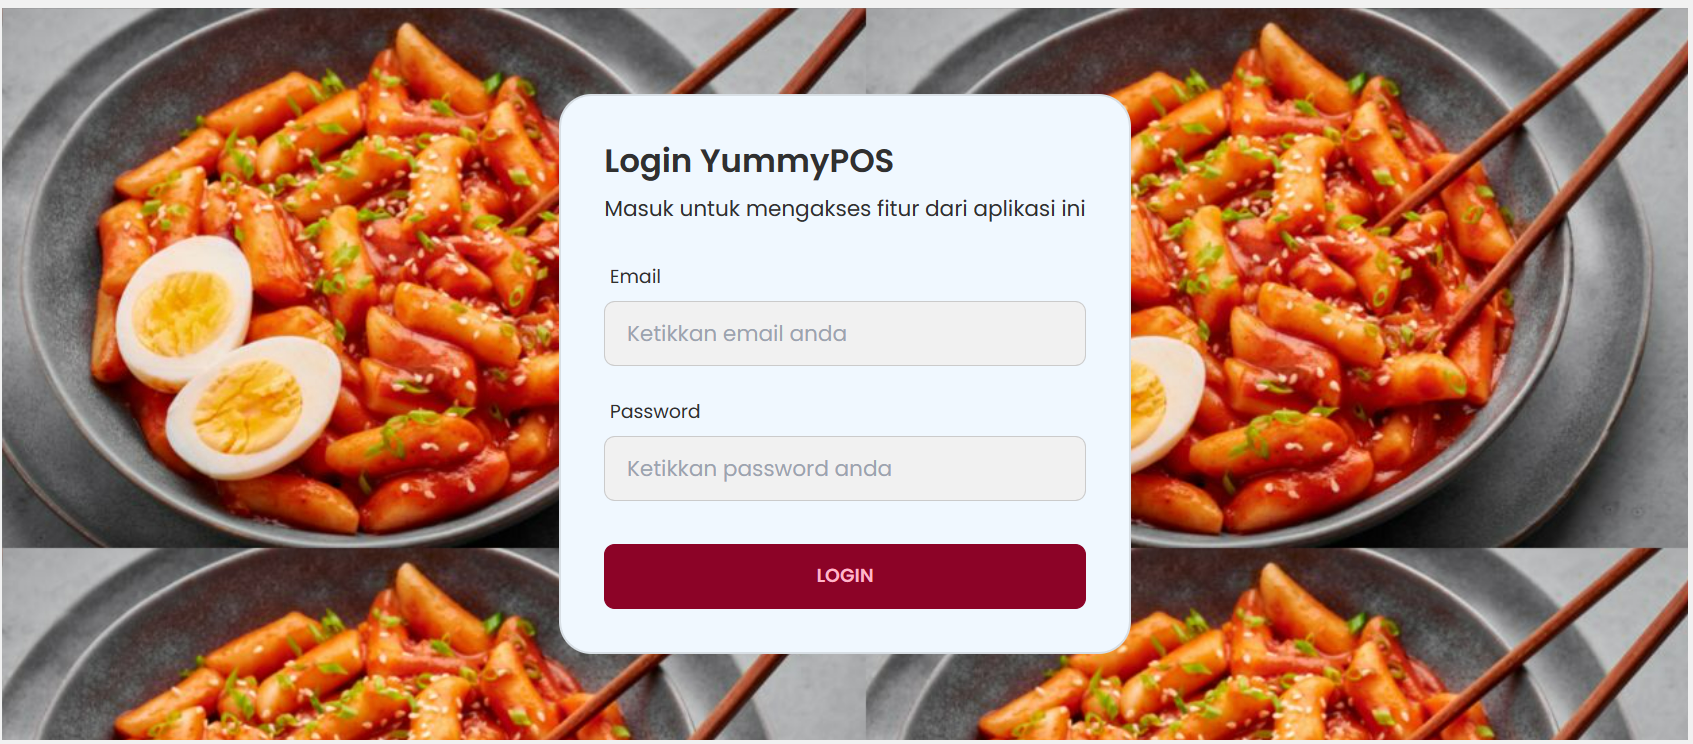 Login YummyPOS
Masuk untuk mengakses fitur dari aplikasi ini
Email
Ketikkan email anda
Password
Ketikkan password anda
LOGIN